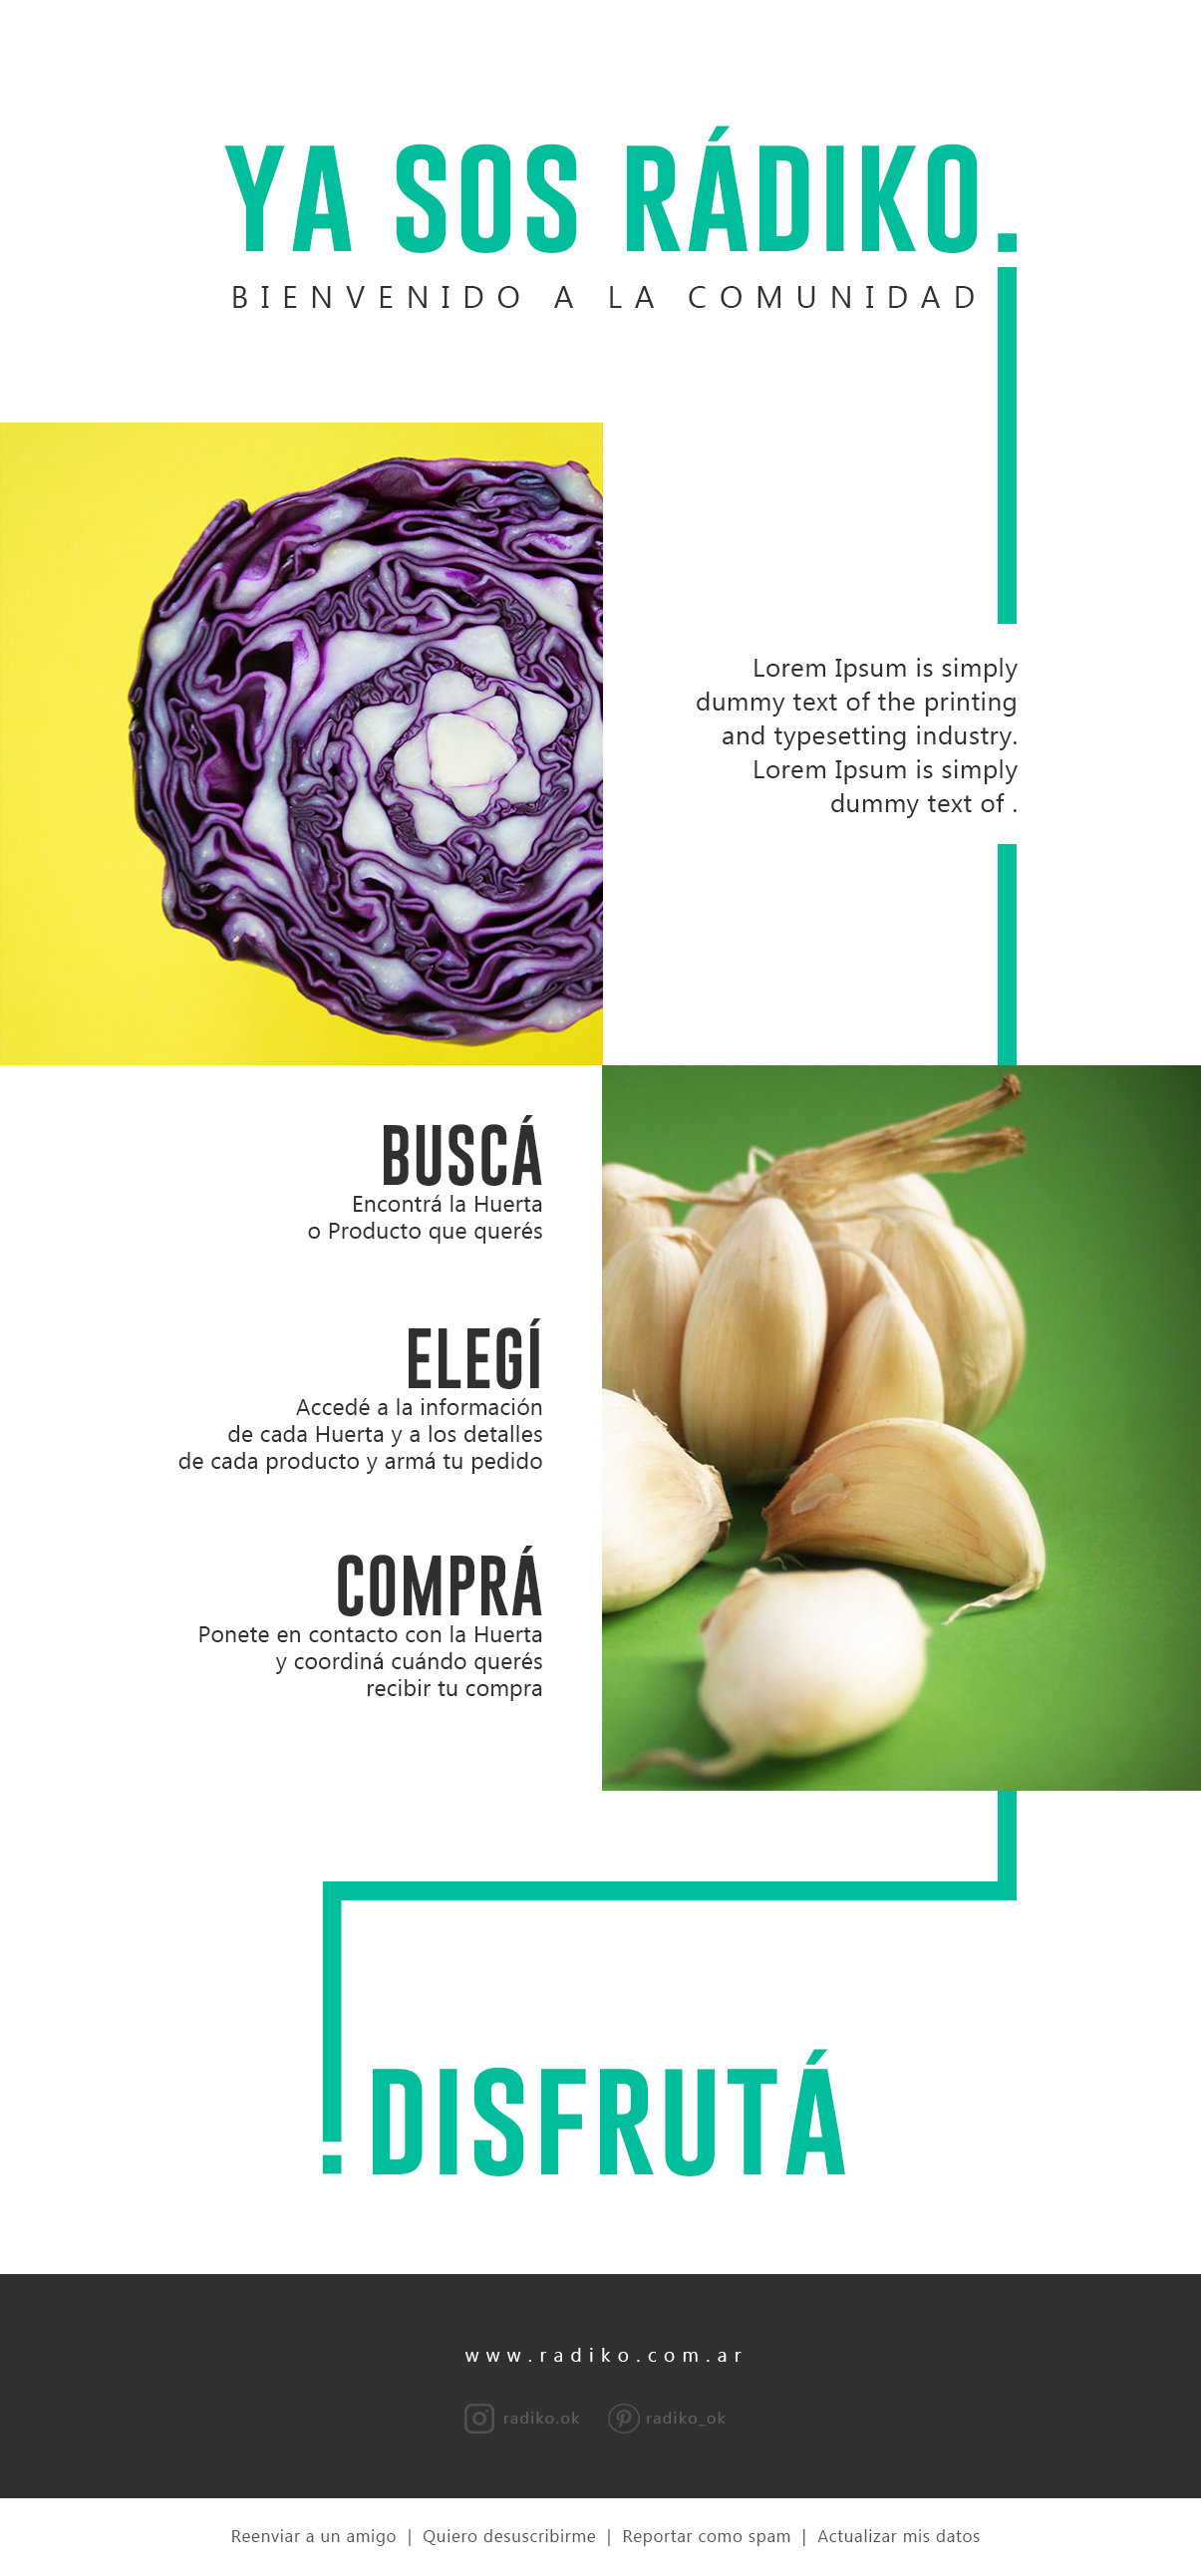 YA SOS RÁDIKO.
BIENVENIDO A LA COMUNIDAD
Lorem Ipsum is simply
dummy text of the printing
and typesetting industry.
Lorem Ipsum is simply
dummy text of .
BUSCÁ
Encontrá la Huerta
o Producto que querés
ELEGÍ
Accedé a la información
de cada Huerta y a los detalles
de cada producto y armá tu pedido
COMPRÁ
Ponete en contacto con la Huerta
y coordiná cuándo querés
recibir tu compra
DISFRUTÁ
www.radiko.com.ar
radiko.ok radiko_ok
Reenviar a un amigo | Quiero desuscribirme | Reportar como spam | Actualizar mis datos